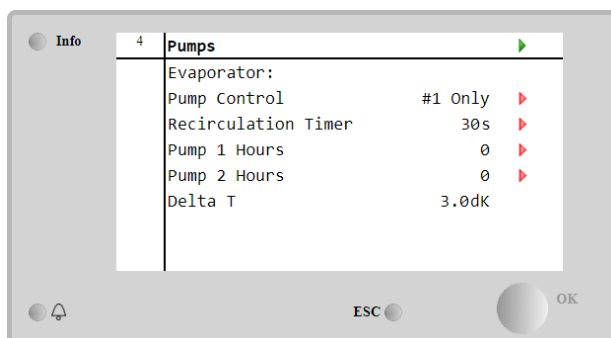 Info
4 Pumps
Evaporator:
Pump Control #1 Only
Recirculation Timer 30s
Pump 1 Hours 0
Pump 2 Hours 0
Delta T 3.0dK
ESC
OK